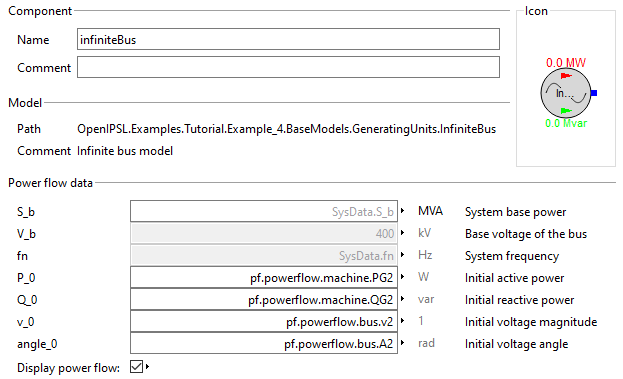 Component
Icon
Name infiniteBus
Comment
0.0 MW
In...
0.0 Mvar
Model
Path OpenIPSL.Examples.Tutorial.Example_4.BaseModels.GeneratingUnits.InfiniteBus
Comment Infinite bus model
Power flow data
S_b SysData.S_b MVA System base power
V_b 400 kV Base voltage of the bus
fn SysData.fn Hz System frequency
P_0 pf.powerflow.machine.PG2 W Initial active power
Q_0 pf.powerflow.machine.QG2 var Initial reactive power
v_0 pf.powerflow.bus.v2 1 Initial voltage magnitude
angle_0 pf.powerflow.bus.A2 rad Initial voltage angle
Display power flow: